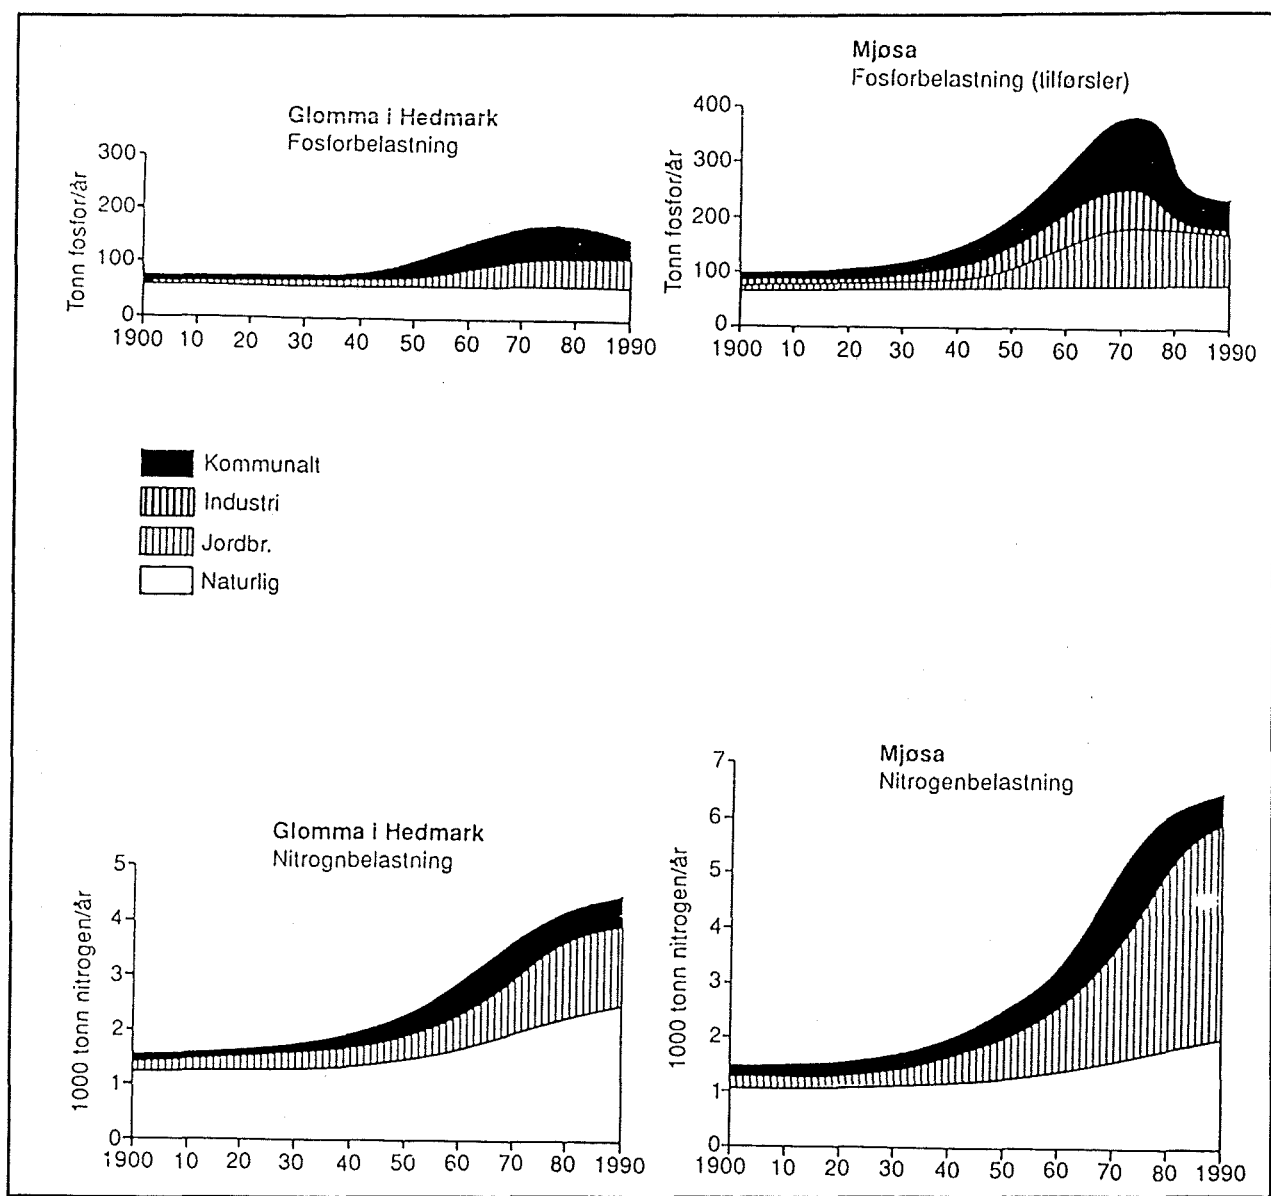 Glomma i Hedmark
Fosforbelastning
Tonn fosfor/år
300
200
100
0
1900 10 20 30 40 50 60 70 80 1990
Mjøsa
Fosforbelastning (tilførsler)
Tonn fosfor/år
400
300
200
100
0
1900 10 20 30 40 50 60 70 80 1990
Kommunalt
Industri
Jordbr.
Naturlig
Glomma i Hedmark
Nitrognbelastning
1000 tonn nitrogen/år
5
4
3
2
1
0
1900 10 20 30 40 50 60 70 80 1990
Mjøsa
Nitrogenbelastning
1000 tonn nitrogen/år
7
6
5
4
3
2
1
0
1900 10 20 30 40 50 60 70 80 1990